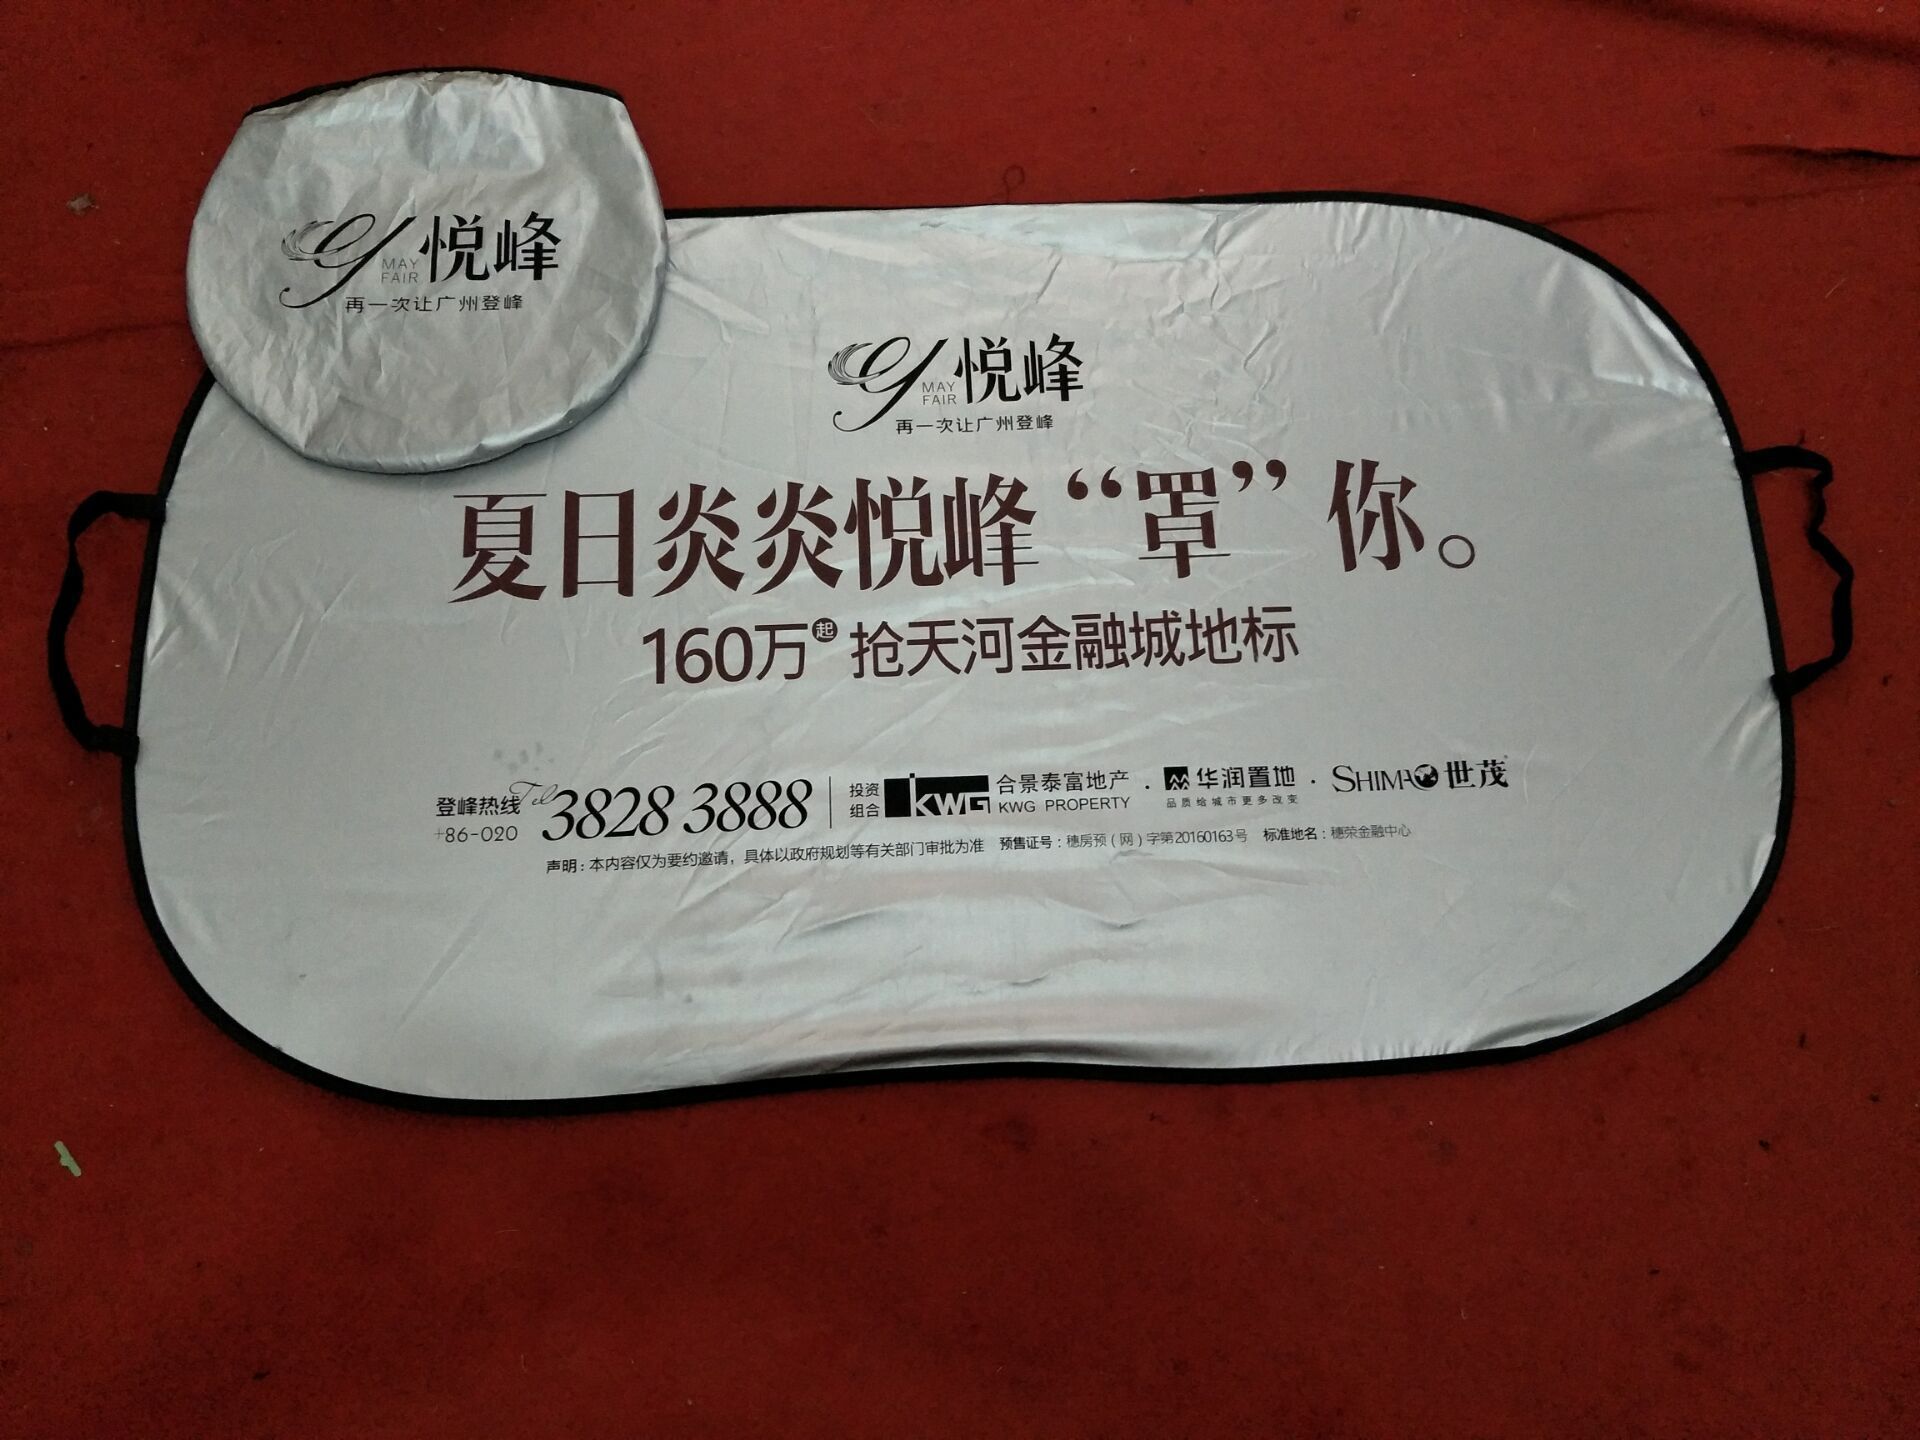 悦峰
MAY
FAIR
再一次让广州登峰
悦峰
MAY
FAIR
再一次让广州登峰
夏日炎炎悦峰“罩”你。
160万起 抢天河金融城地标
登峰热线 Tel
+86-020
3828 3888
投资
组合
KWG 合景泰富地产
KWG PROPERTY
· 华润置地
品质给城市更多改变
· SHIMAO 世茂
声明：本内容仅为要约邀请，具体以政府规划等有关部门审批为准 预售证号：穗房预（网）字第20160163号 标准地名：穗荣金融中心